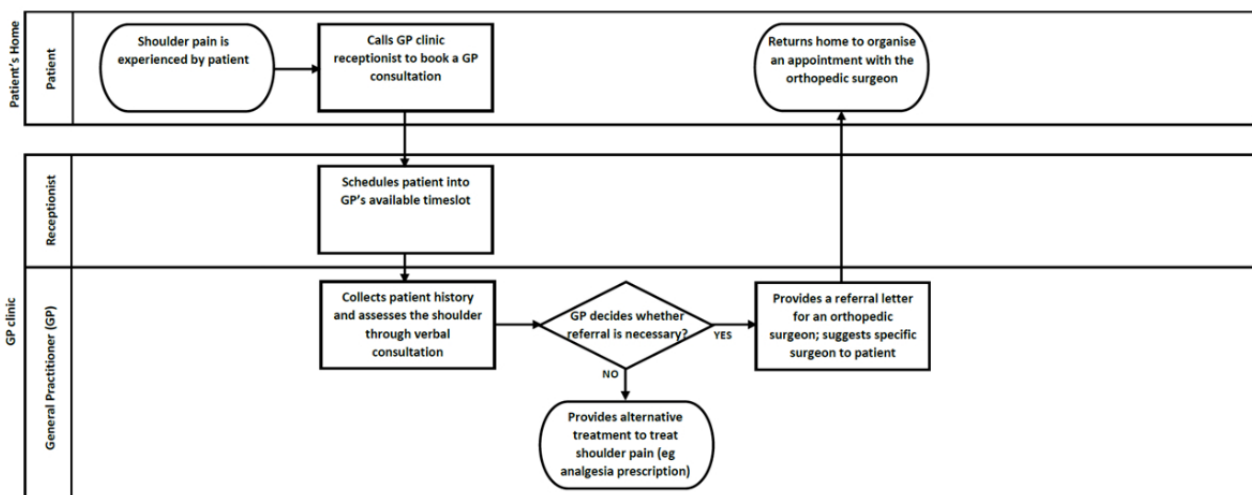 Patient's Home
Patient
Shoulder pain is
experienced by patient
Calls GP clinic
receptionist to book a GP
consultation
Returns home to organise
an appointment with the
orthopedic surgeon
GP clinic
Receptionist
Schedules patient into
GP's available timeslot
General Practitioner (GP)
Collects patient history
and assesses the shoulder
through verbal
consultation
GP decides whether
referral is necessary?
YES
NO
Provides a referral letter
for an orthopedic
surgeon; suggests specific
surgeon to patient
Provides alternative
treatment to treat
shoulder pain (eg
analgesia prescription)